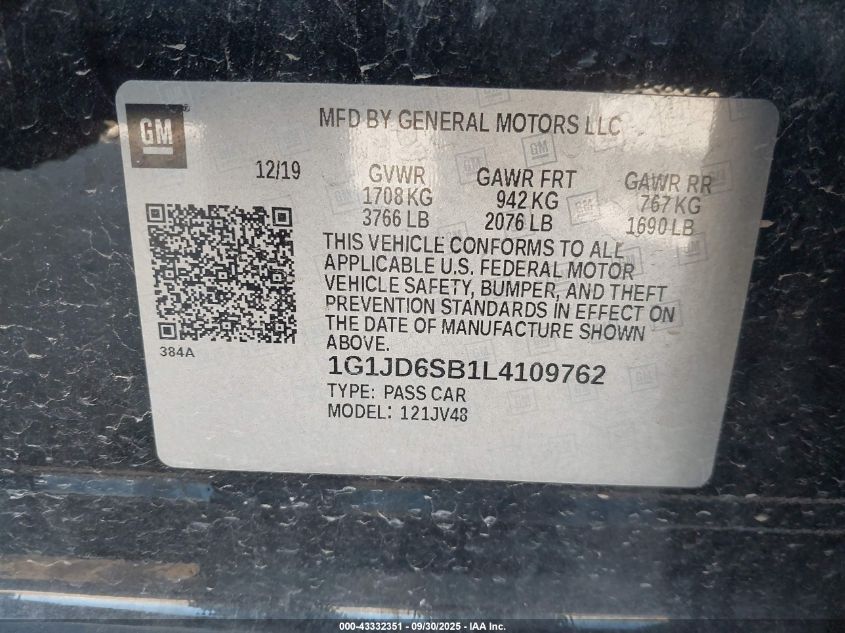 GM
MFD BY GENERAL MOTORS LLC
12/19
GVWR
1708 KG
3766 LB
GAWR FRT
942 KG
2076 LB
GAWR RR
767 KG
1690 LB
THIS VEHICLE CONFORMS TO ALL
APPLICABLE U.S. FEDERAL MOTOR
VEHICLE SAFETY, BUMPER, AND THEFT
PREVENTION STANDARDS IN EFFECT ON
THE DATE OF MANUFACTURE SHOWN
ABOVE.
384A
1G1JD6SB1L4109762
TYPE: PASS CAR
MODEL: 121JV48
000-43332351 - 09/30/2025 - IAA Inc.